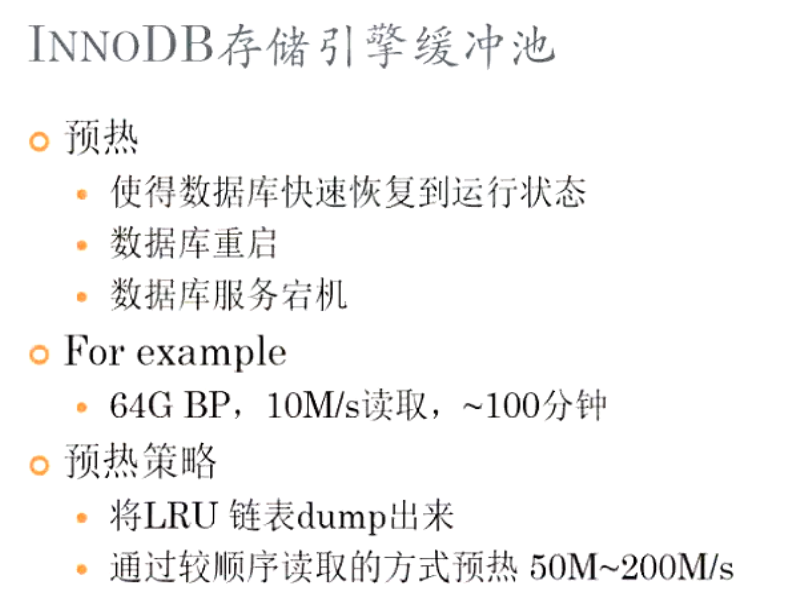 INNODB存储引擎缓冲池
预热
使得数据库快速恢复到运行状态
数据库重启
数据库服务宕机
For example
64G BP，10M/s读取，~100分钟
预热策略
将LRU 链表dump出来
通过较顺序读取的方式预热 50M~200M/s